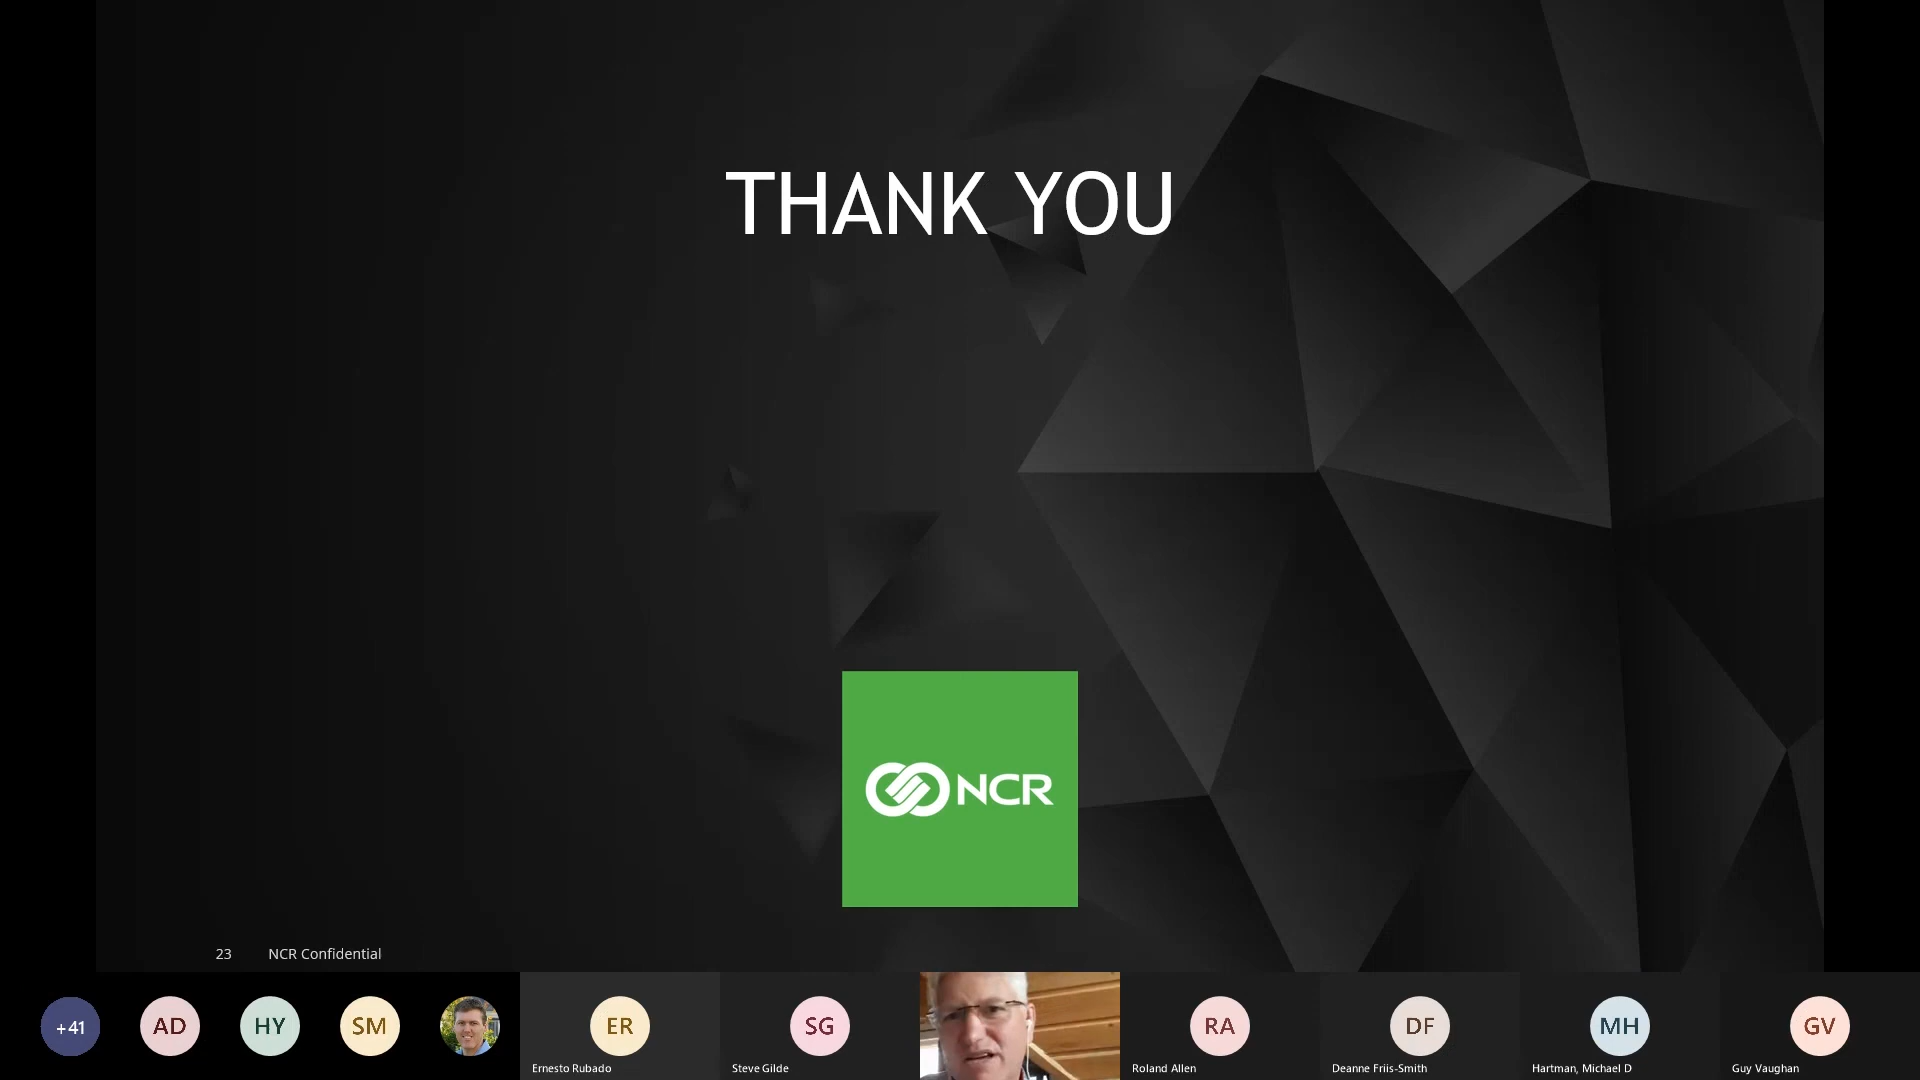 THANK YOU
NCR
23 NCR Confidential
+41 AD HY SM ER SG RA DF MH GV
Ernesto Rubado Steve Gilde Roland Allen Deanne Friis-Smith Hartman, Michael D Guy Vaughan